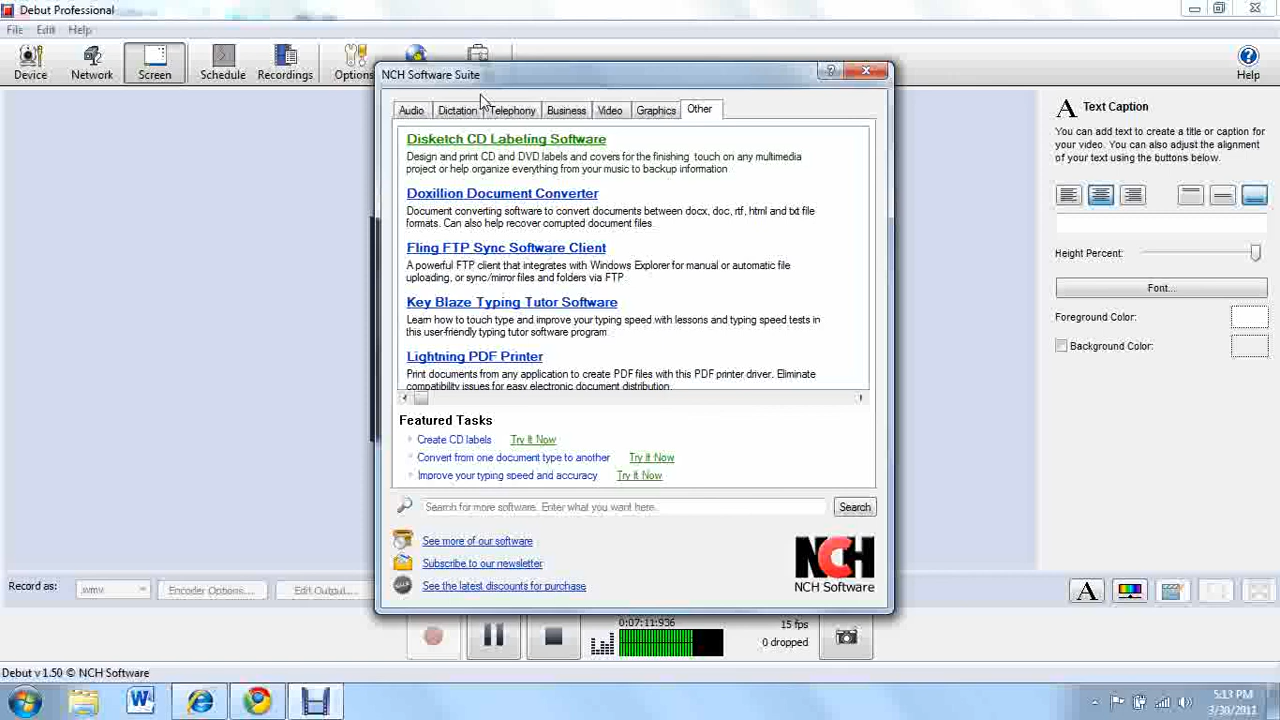 Debut Professional
File Edit Help
Device Network Screen Schedule Recordings Options Help
NCH Software Suite
Audio Dictation Telephony Business Video Graphics Other
Disketch CD Labeling Software
Design and print CD and DVD labels and covers for the finishing touch on any multimedia
project or help organize everything from your music to backup information
Doxillion Document Converter
Document converting software to convert documents between docx, doc, rtf, html and txt file
formats. Can also help recover corrupted document files.
Fling FTP Sync Software Client
A powerful FTP client that integrates with Windows Explorer for manual or automatic file
uploading, or sync/mirror files and folders via FTP.
Key Blaze Typing Tutor Software
Learn how to touch type and improve your typing speed with lessons and typing speed tests in
this user-friendly typing tutor software program
Lightning PDF Printer
Print documents from any application to create PDF files with this PDF printer driver. Eliminate
compatibility issues for easy electronic document distribution.
Featured Tasks
Create CD labels Try It Now
Convert from one document type to another Try It Now
Improve your typing speed and accuracy Try It Now
Search for more software. Enter what you want here. Search
See more of our software
Subscribe to our newsletter
See the latest discounts for purchase
NCH
NCH Software
A Text Caption
You can add text to create a title or caption for
your video. You can also adjust the alignment
of your text using the buttons below.
Height Percent:
Font...
Foreground Color:
Background Color:
Record as: .wmv Encoder Options... Edit Output... A
0:07:11:936 15 fps
0 dropped
Debut v 1.50 © NCH Software
5:13 PM
3/30/2011